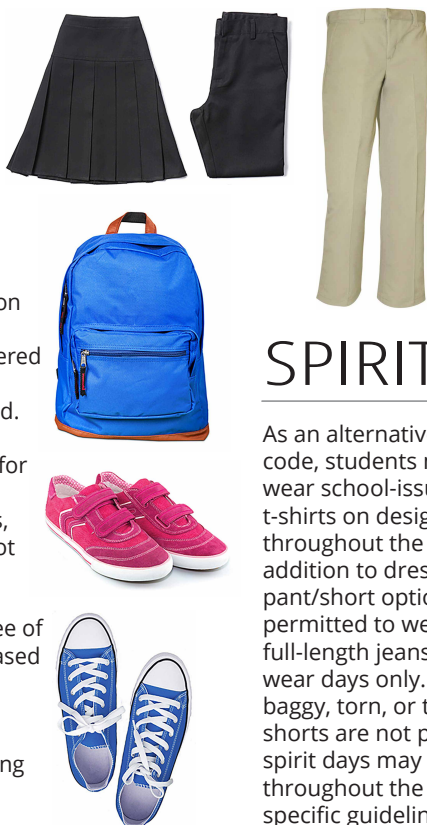 on
ered
d.
for
s,
ot
ee of
ased
ng
SPIRIT
As an alternativ
code, students
wear school-issu
t-shirts on desig
throughout the
addition to dres
pant/short optio
permitted to we
full-length jeans
wear days only.
baggy, torn, or t
shorts are not p
spirit days may
throughout the
specific guidelin